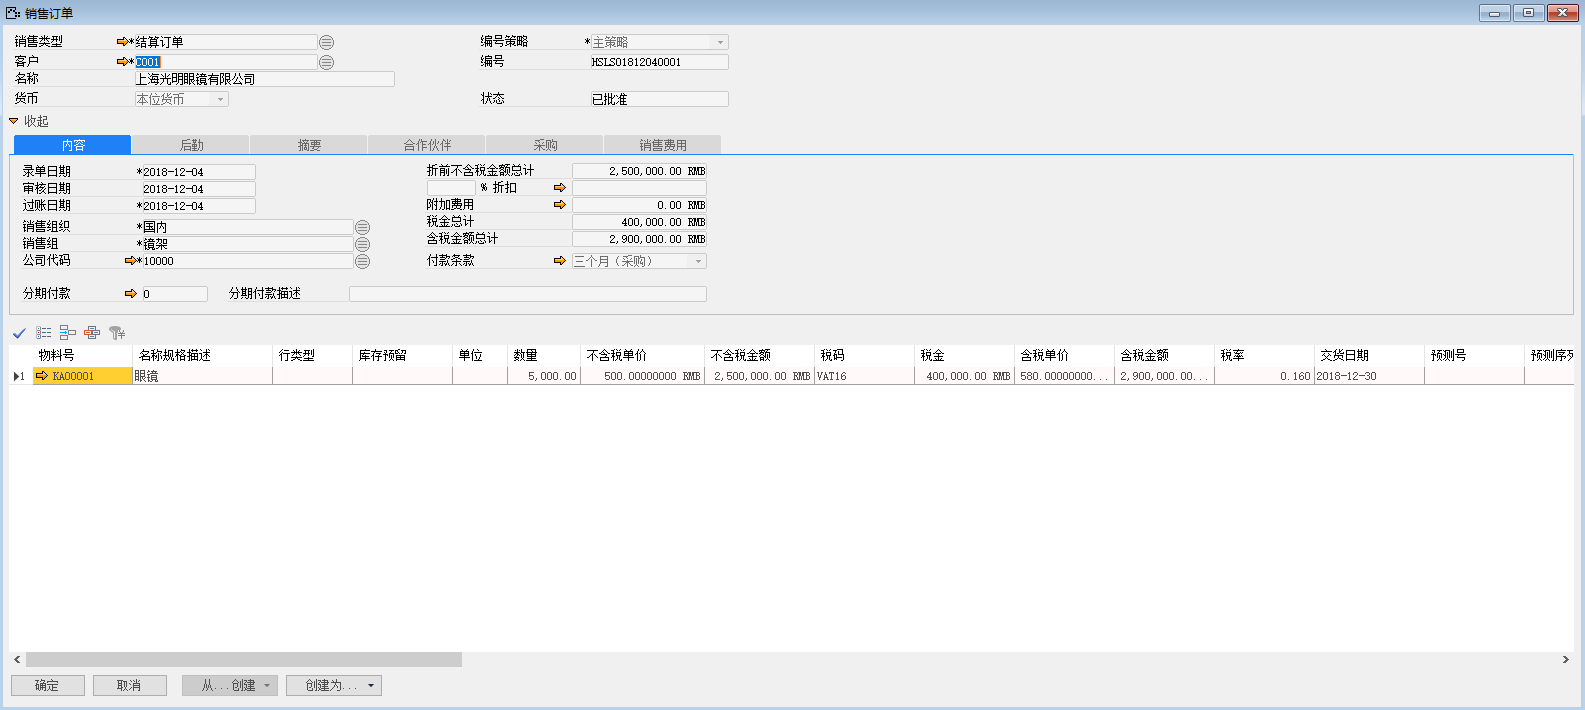 销售订单
销售类型 *结算订单 编号策略 *主策略
客户 *C001 编号 HSLS01812040001
名称 上海光明眼镜有限公司
货币 本位货币 状态 已批准
收起
内容 后勤 摘要 合作伙伴 采购 销售费用
录单日期 *2018-12-04 折前不含税金额总计 2,500,000.00 RMB
审核日期 2018-12-04 % 折扣
过账日期 *2018-12-04 附加费用 0.00 RMB
税金总计 400,000.00 RMB
销售组织 *国内
销售组 *镜架 含税金额总计 2,900,000.00 RMB
公司代码 *10000 付款条款 三个月（采购）
分期付款 0 分期付款描述
物料号 名称规格描述 行类型 库存预留 单位 数量 不含税单价 不含税金额 税码 税金 含税单价 含税金额 税率 交货日期 预测号 预测序列
1 KA00001 眼镜 5,000.00 500.00000000 RMB 2,500,000.00 RMB VAT16 400,000.00 RMB 580.00000000... 2,900,000.00... 0.160 2018-12-30
确定 取消 从...创建 创建为...